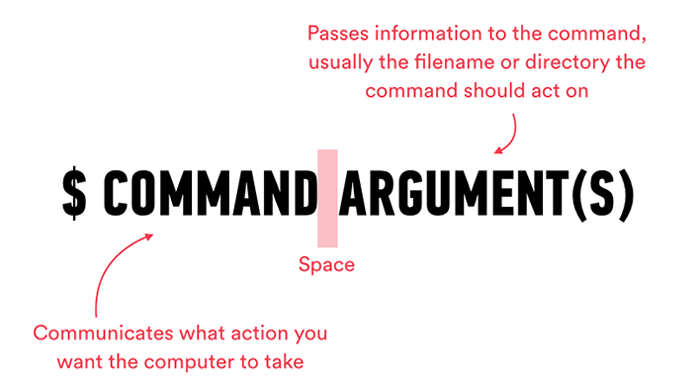 Passes information to the command,
usually the filename or directory the
command should act on
$ COMMAND ARGUMENT(S)
Space
Communicates what action you
want the computer to take